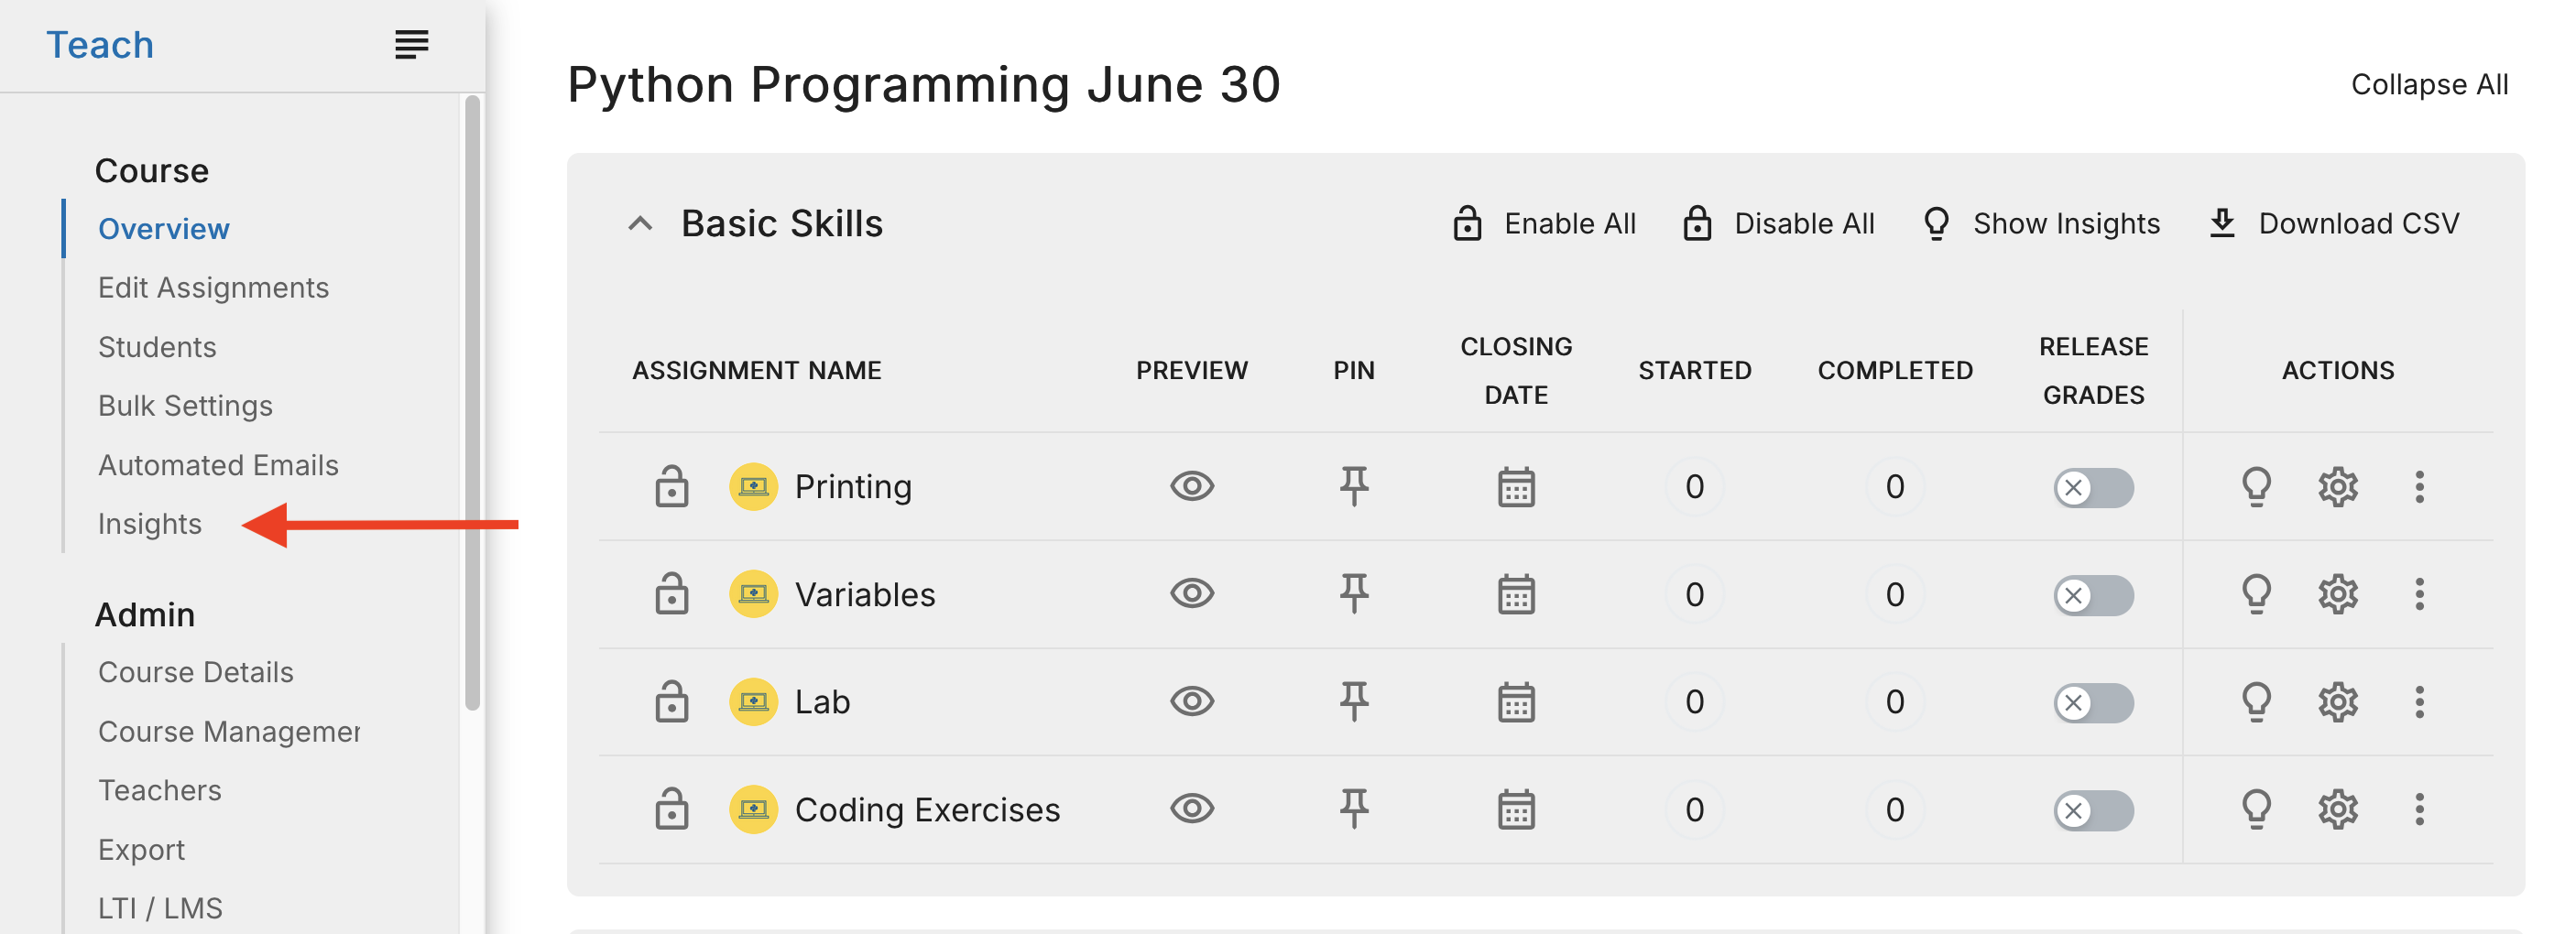 Teach
Course
Overview
Edit Assignments
Students
Bulk Settings
Automated Emails
Insights
Admin
Course Details
Course Managemer
Teachers
Export
LTI / LMS
Python Programming June 30
Collapse All
Basic Skills
Enable All
Disable All
Show Insights
Download CSV
ASSIGNMENT NAME
PREVIEW
PIN
CLOSING
DATE
STARTED
COMPLETED
RELEASE
GRADES
ACTIONS
Printing 0 0
Variables 0 0
Lab 0 0
Coding Exercises 0 0